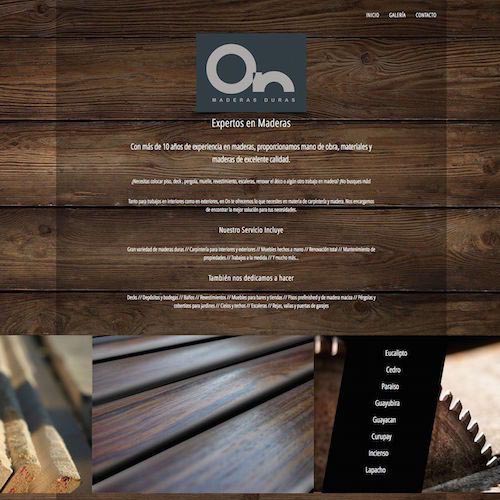 INICIO GALERÍA CONTACTO
On
MADERAS DURAS
Expertos en Maderas
Con más de 10 años de experiencia en maderas, proporcionamos mano de obra, materiales y
maderas de excelente calidad.
¿Necesitas colocar piso, deck , pergola, muelle, revestimiento, escaleras, renovar el ático o algún otro trabajo en madera? ¡No busques más!
Tanto para trabajos en interiores como en exteriores, en On te ofrecemos lo que necesites en materia de carpintería y madera. Nos encargamos
de encontrar la mejor solución para tus necesidades.
Nuestro Servicio Incluye
Gran variedad de maderas duras // Carpintería para interiores y exteriores // Muebles hechos a mano // Renovación total // Mantenimiento de
propiedades // Trabajos a la medida // Y mucho más...
También nos dedicamos a hacer
Decks // Depósitos y bodegas // Baños // Revestimientos // Muebles para bares y tiendas // Pisos prefinished y de madera maciza // Pérgolas y
cobertizos para jardines // Cielos y techos // Escaleras // Rejas, vallas y puertas de garajes
Eucalipto
Cedro
Paraiso
Guayubira
Guayacan
Curupay
Incienso
Lapacho